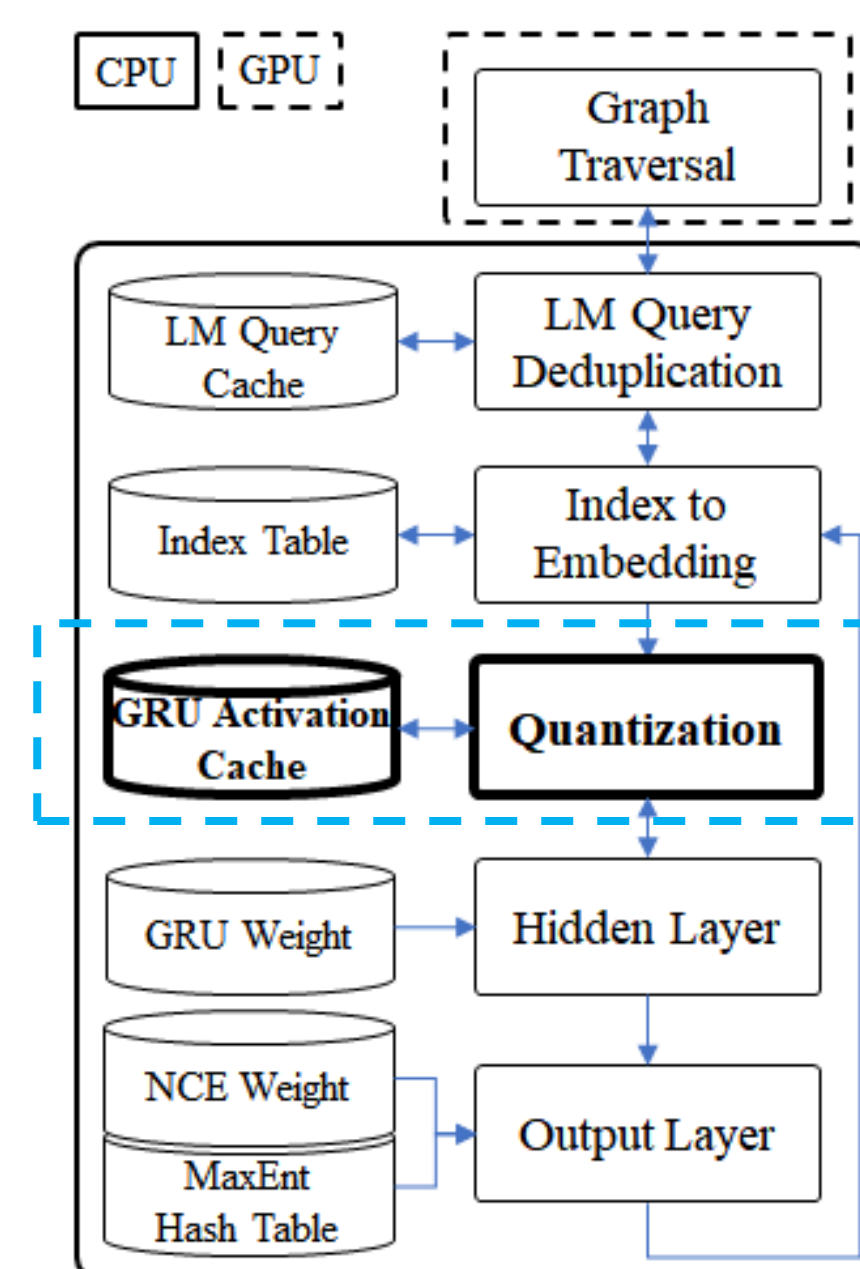 CPU
GPU
Graph
Traversal
LM Query
Cache
LM Query
Deduplication
Index Table
Index to
Embedding
GRU Activation
Cache
Quantization
GRU Weight
Hidden Layer
NCE Weight
Output Layer
MaxEnt
Hash Table